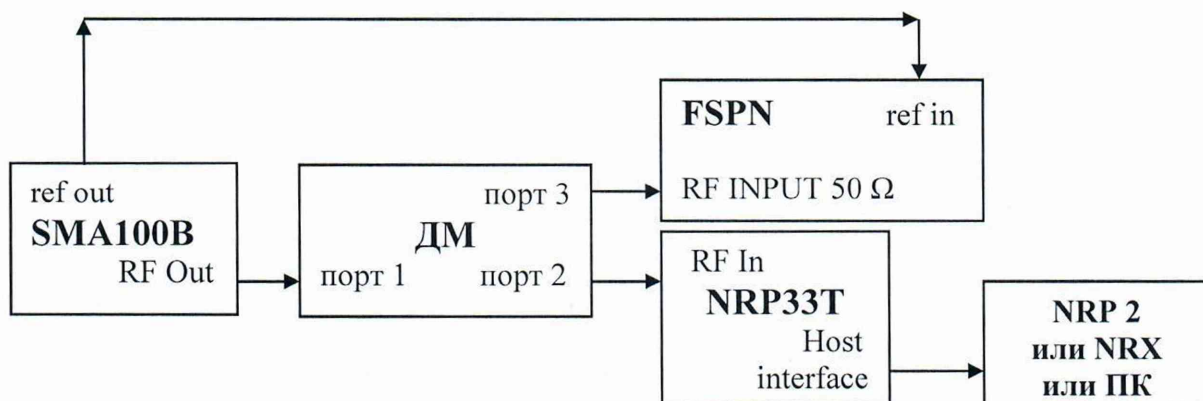 FSPN ref in
RF INPUT 50 Ω
ref out
SMA100B
RF Out
порт 3
ДМ
порт 1 порт 2
RF In
NRP33T
Host
interface
NRP 2
или NRX
или ПК